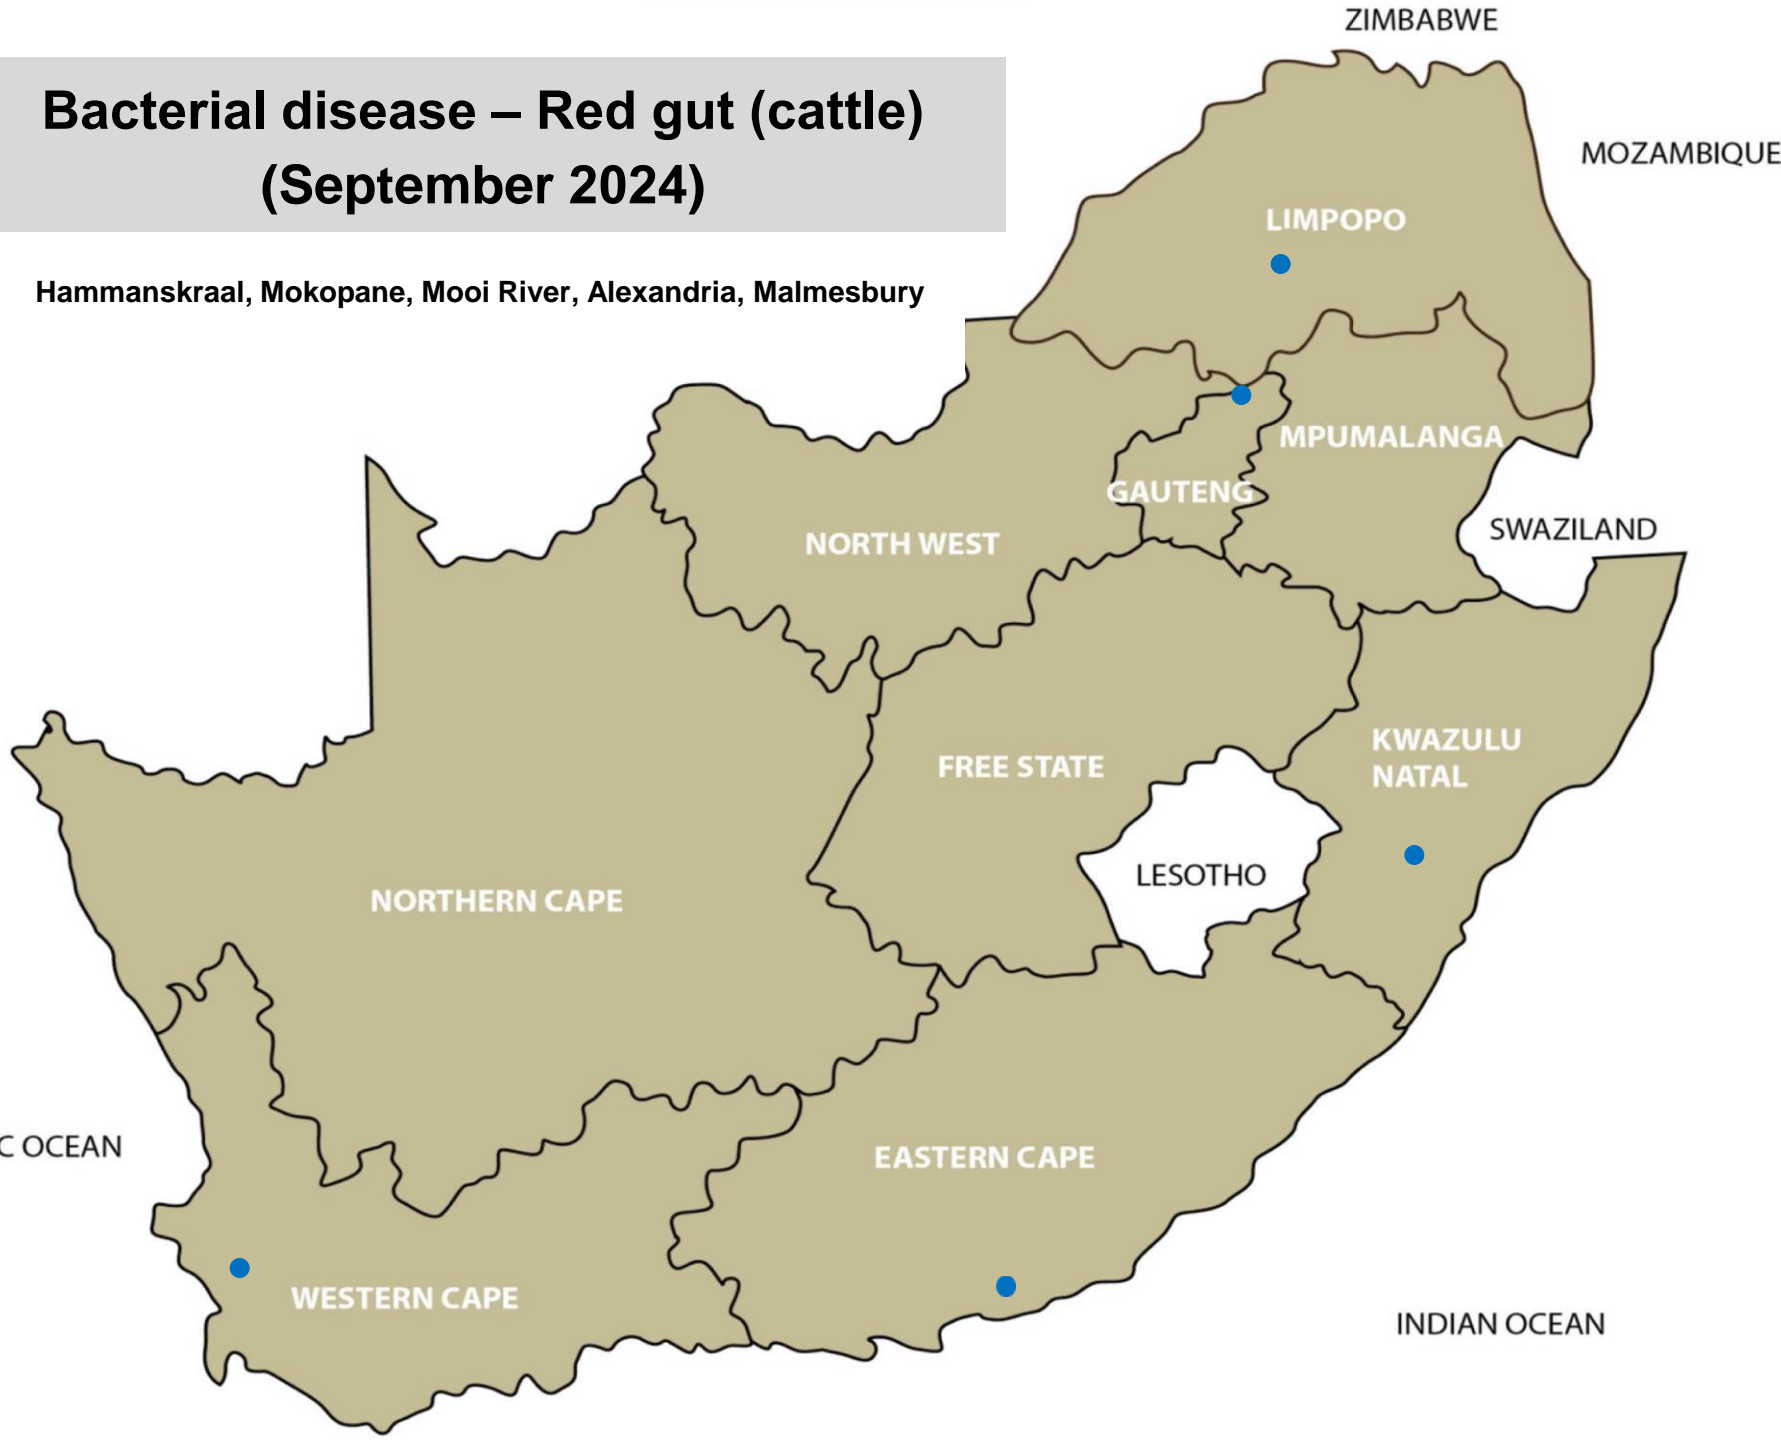 ZIMBABWE
Bacterial disease – Red gut (cattle)
(September 2024)
MOZAMBIQUE
LIMPOPO
Hammanskraal, Mokopane, Mooi River, Alexandria, Malmesbury
MPUMALANGA
GAUTENG
SWAZILAND
NORTH WEST
KWAZULU
NATAL
FREE STATE
LESOTHO
NORTHERN CAPE
C OCEAN
EASTERN CAPE
WESTERN CAPE
INDIAN OCEAN